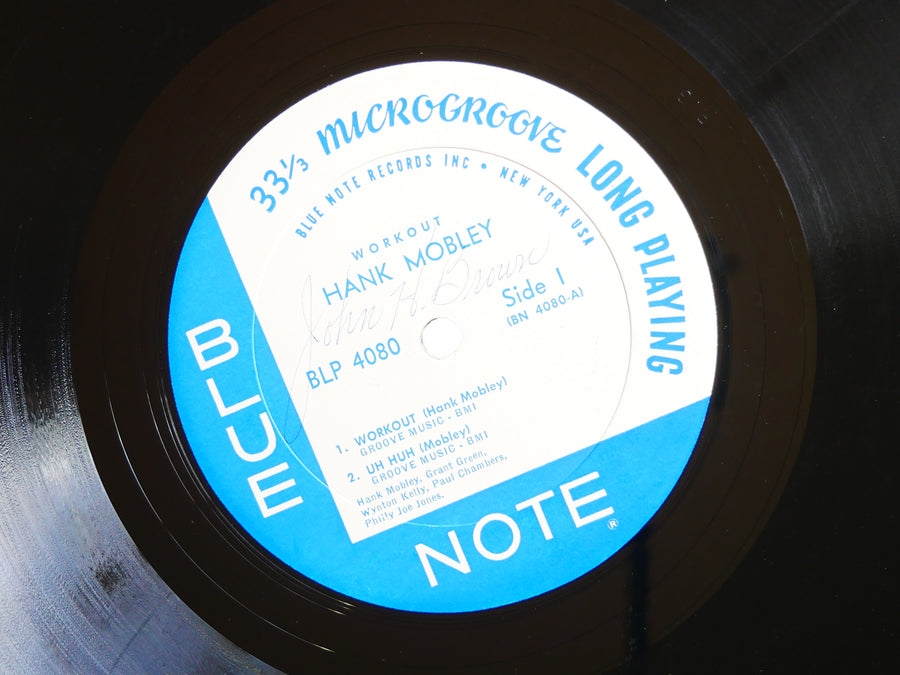 33⅓ MICROGROOVE LONG PLAYING
BLUE NOTE RECORDS INC • NEW YORK USA
WORKOUT
HANK MOBLEY
John H. Brown
BLP 4080
Side 1
(BN 4080-A)
1. WORKOUT (Hank Mobley)
GROOVE MUSIC - BMI
2. UH HUH (Mobley)
GROOVE MUSIC - BMI
Hank Mobley, Grant Green,
Wynton Kelly, Paul Chambers,
Philly Joe Jones.
BLUE
NOTE®